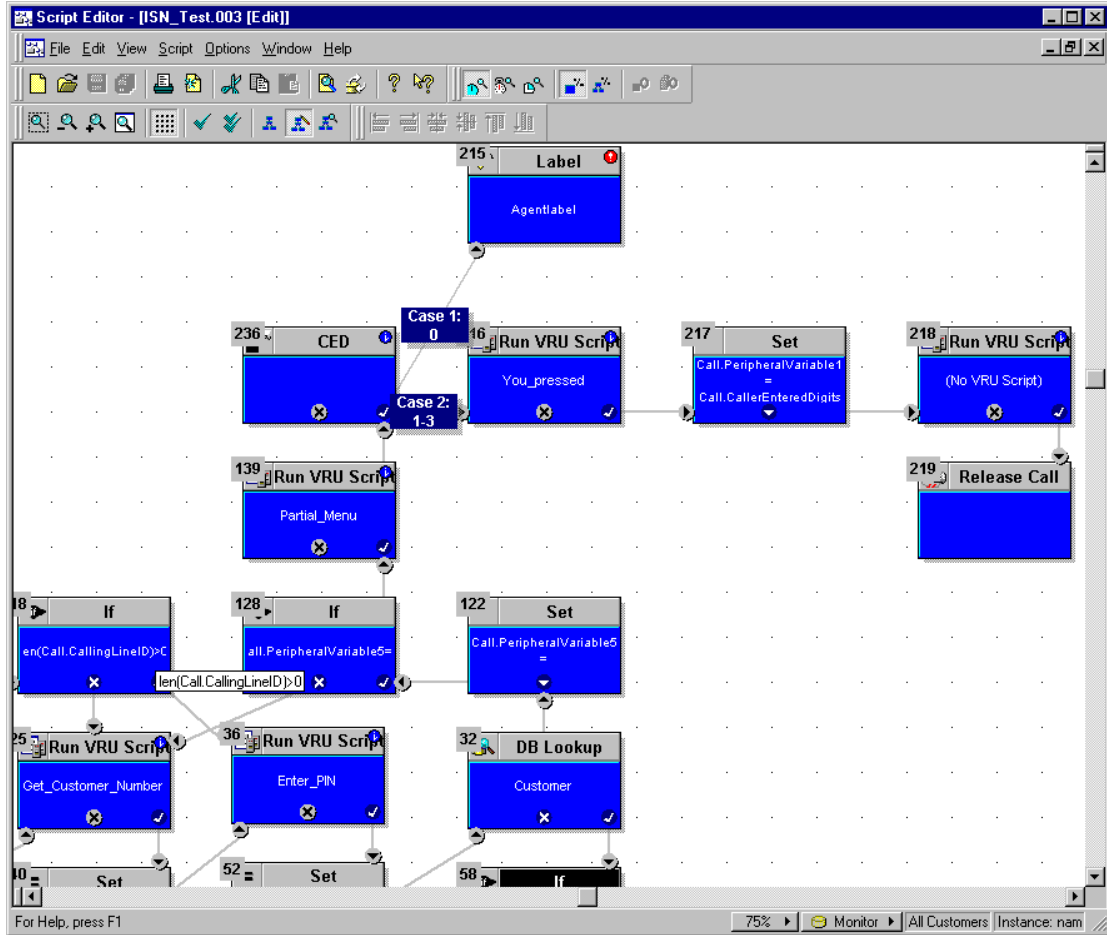 Script Editor - [ISN_Test.003 [Edit]]
File Edit View Script Options Window Help
215
Label
Agentlabel
Case 1:
0
236
CED
16
Run VRU Script
You_pressed
217
Set
Call.PeripheralVariable1
=
Call.CallerEnteredDigits
218
Run VRU Script
(No VRU Script)
Case 2:
1-3
139
Run VRU Script
Partial_Menu
219
Release Call
18
If
en(Call.CallingLineID)>0
128
If
all.PeripheralVariable5=
122
Set
Call.PeripheralVariable5
=
len(Call.CallingLineID)>0
25
Run VRU Script
Get_Customer_Number
36
Run VRU Script
Enter_PIN
32
DB Lookup
Customer
40
Set
52
Set
58
If
For Help, press F1
75%
Monitor
All Customers
Instance: nam